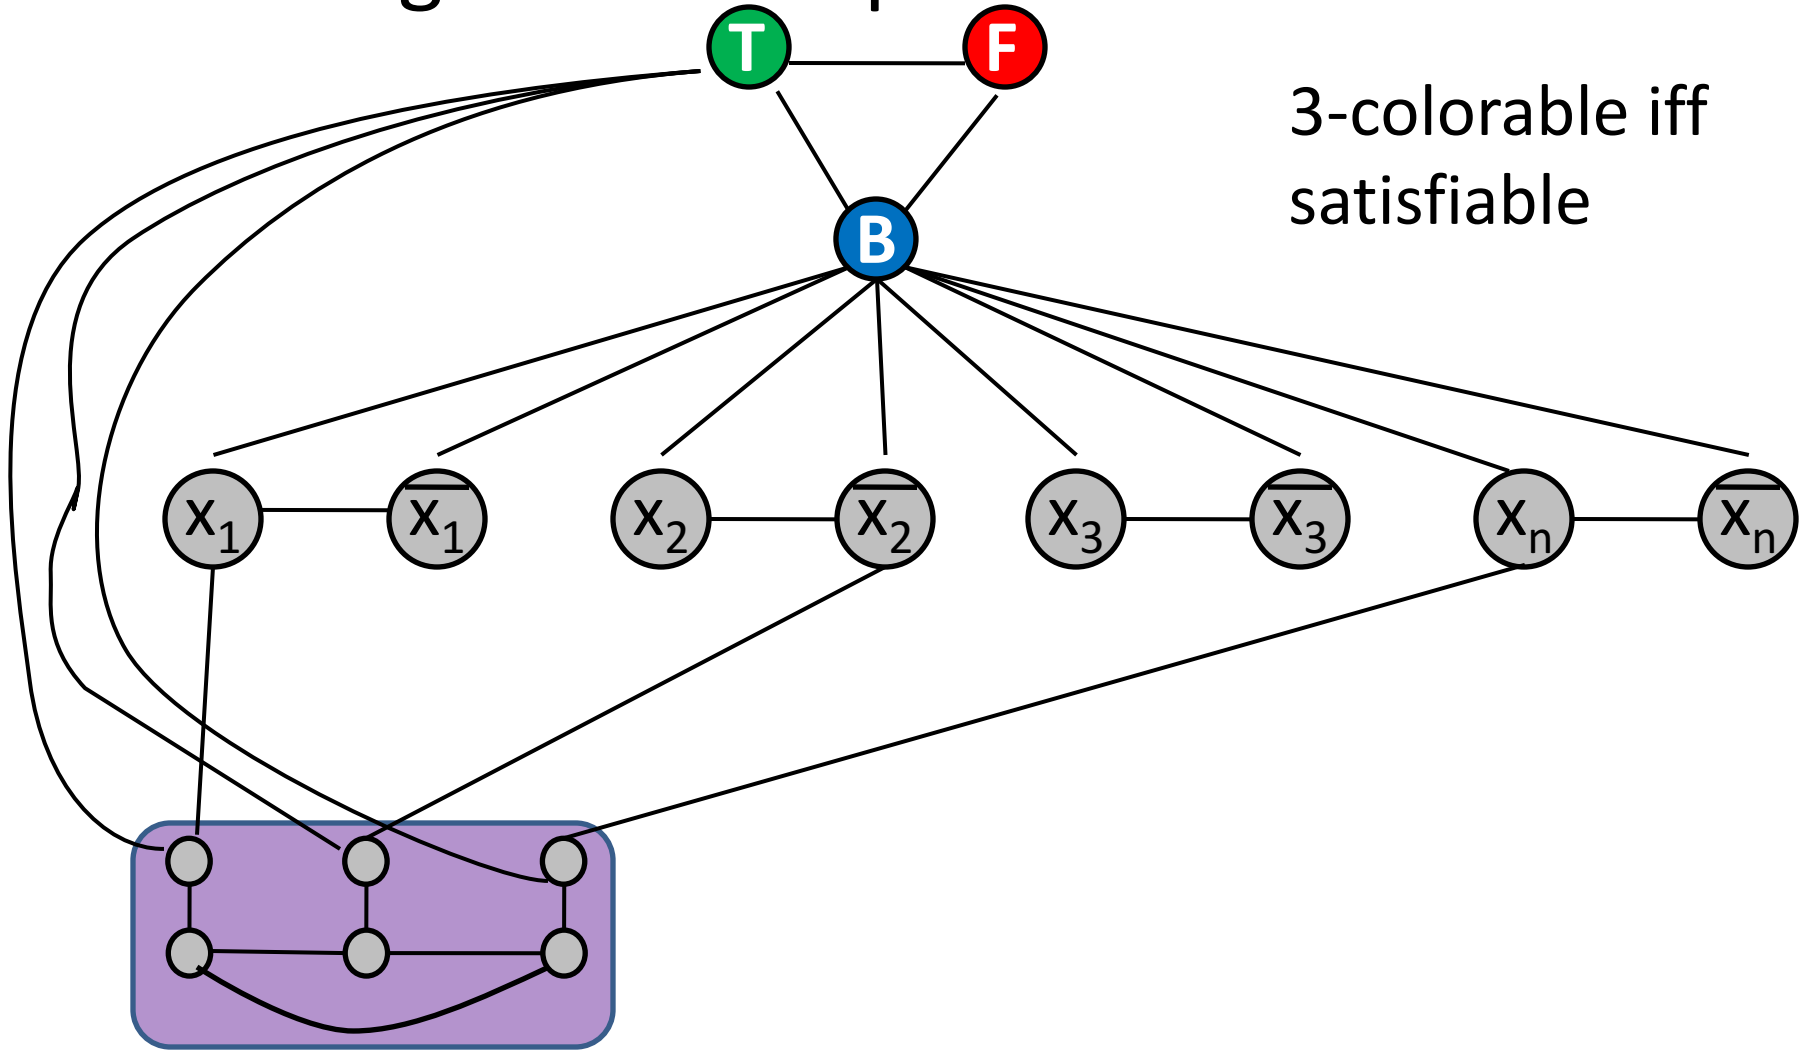 T F
3-colorable iff
satisfiable
B
x₁ x̅₁ x₂ x̅₂ x₃ x̅₃ xₙ x̅ₙ